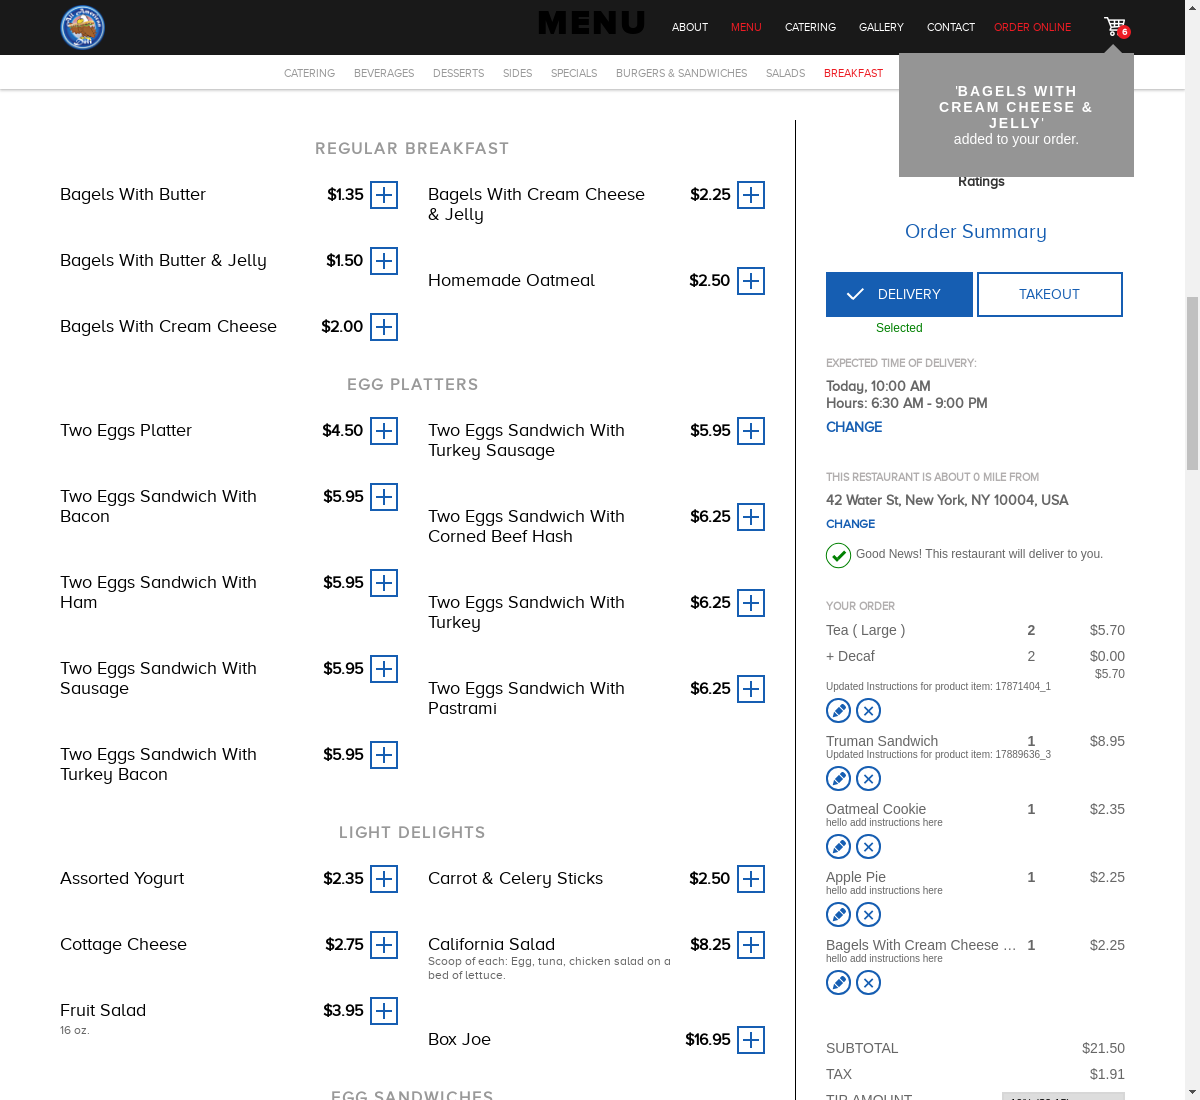 All American Deli
MENU
ABOUT MENU CATERING GALLERY CONTACT ORDER ONLINE 6
CATERING BEVERAGES DESSERTS SIDES SPECIALS BURGERS & SANDWICHES SALADS BREAKFAST
'BAGELS WITH
CREAM CHEESE &
JELLY'
added to your order.
REGULAR BREAKFAST
Bagels With Butter $1.35
Bagels With Butter & Jelly $1.50
Bagels With Cream Cheese $2.00
Bagels With Cream Cheese $2.25
& Jelly
Homemade Oatmeal $2.50
EGG PLATTERS
Two Eggs Platter $4.50
Two Eggs Sandwich With $5.95
Bacon
Two Eggs Sandwich With $5.95
Ham
Two Eggs Sandwich With $5.95
Sausage
Two Eggs Sandwich With $5.95
Turkey Bacon
Two Eggs Sandwich With $5.95
Turkey Sausage
Two Eggs Sandwich With $6.25
Corned Beef Hash
Two Eggs Sandwich With $6.25
Turkey
Two Eggs Sandwich With $6.25
Pastrami
LIGHT DELIGHTS
Assorted Yogurt $2.35
Cottage Cheese $2.75
Fruit Salad $3.95
16 oz.
Carrot & Celery Sticks $2.50
California Salad $8.25
Scoop of each: Egg, tuna, chicken salad on a
bed of lettuce.
Box Joe $16.95
EGG SANDWICHES
Ratings
Order Summary
DELIVERY TAKEOUT
Selected
EXPECTED TIME OF DELIVERY:
Today, 10:00 AM
Hours: 6:30 AM - 9:00 PM
CHANGE
THIS RESTAURANT IS ABOUT 0 MILE FROM
42 Water St, New York, NY 10004, USA
CHANGE
Good News! This restaurant will deliver to you.
YOUR ORDER
Tea ( Large ) 2 $5.70
+ Decaf 2 $0.00
$5.70
Updated Instructions for product item: 17871404_1
Truman Sandwich 1 $8.95
Updated Instructions for product item: 17889636_3
Oatmeal Cookie 1 $2.35
hello add instructions here
Apple Pie 1 $2.25
hello add instructions here
Bagels With Cream Cheese … 1 $2.25
hello add instructions here
SUBTOTAL $21.50
TAX $1.91
TIP AMOUNT